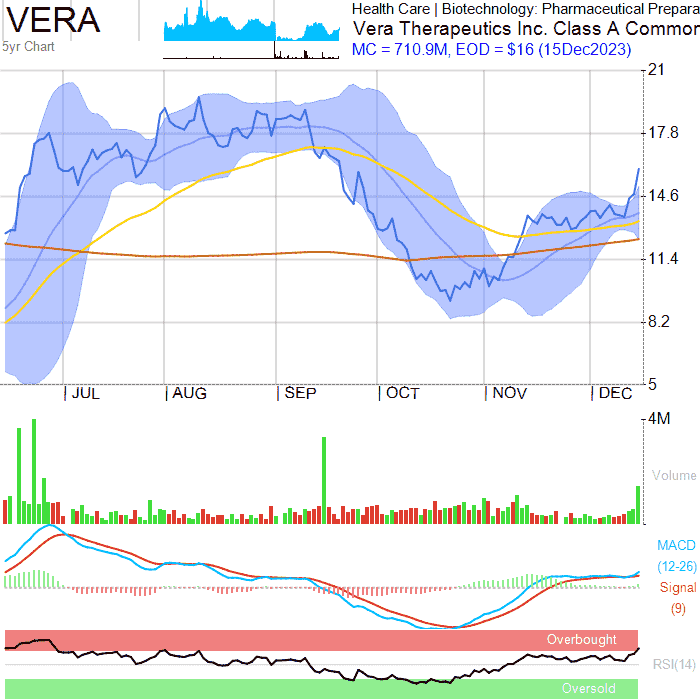 VERA
5yr Chart
Health Care | Biotechnology: Pharmaceutical Prepara
Vera Therapeutics Inc. Class A Common
MC = 710.9M, EOD = $16 (15Dec2023)
21
17.8
14.6
11.4
8.2
5
JUL
AUG
SEP
OCT
NOV
DEC
4M
Volume
MACD
(12-26)
Signal
(9)
Overbought
RSI(14)
Oversold